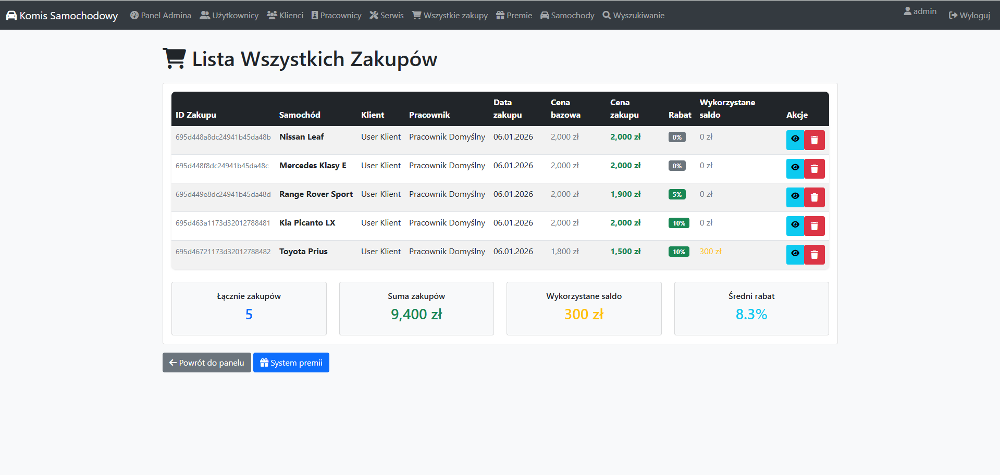 Komis Samochodowy Panel Admina Użytkownicy Klienci Pracownicy Serwis Wszystkie zakupy Premie Samochody Wyszukiwanie admin Wyloguj
Lista Wszystkich Zakupów
ID Zakupu Samochód Klient Pracownik Data zakupu Cena bazowa Cena zakupu Rabat Wykorzystane saldo Akcje
695d448a8dc24941b45da48b Nissan Leaf User Klient Pracownik Domyślny 06.01.2026 2,000 zł 2,000 zł 0% 0 zł
695d448f8dc24941b45da48c Mercedes Klasy E User Klient Pracownik Domyślny 06.01.2026 2,000 zł 2,000 zł 0% 0 zł
695d449e8dc24941b45da48d Range Rover Sport User Klient Pracownik Domyślny 06.01.2026 2,000 zł 1,900 zł 5% 0 zł
695d463a1173d32012788481 Kia Picanto LX User Klient Pracownik Domyślny 06.01.2026 2,000 zł 2,000 zł 10% 0 zł
695d46721173d32012788482 Toyota Prius User Klient Pracownik Domyślny 06.01.2026 1,800 zł 1,500 zł 10% 300 zł
Łącznie zakupów Suma zakupów Wykorzystane saldo Średni rabat
5 9,400 zł 300 zł 8.3%
Powrót do panelu System premii